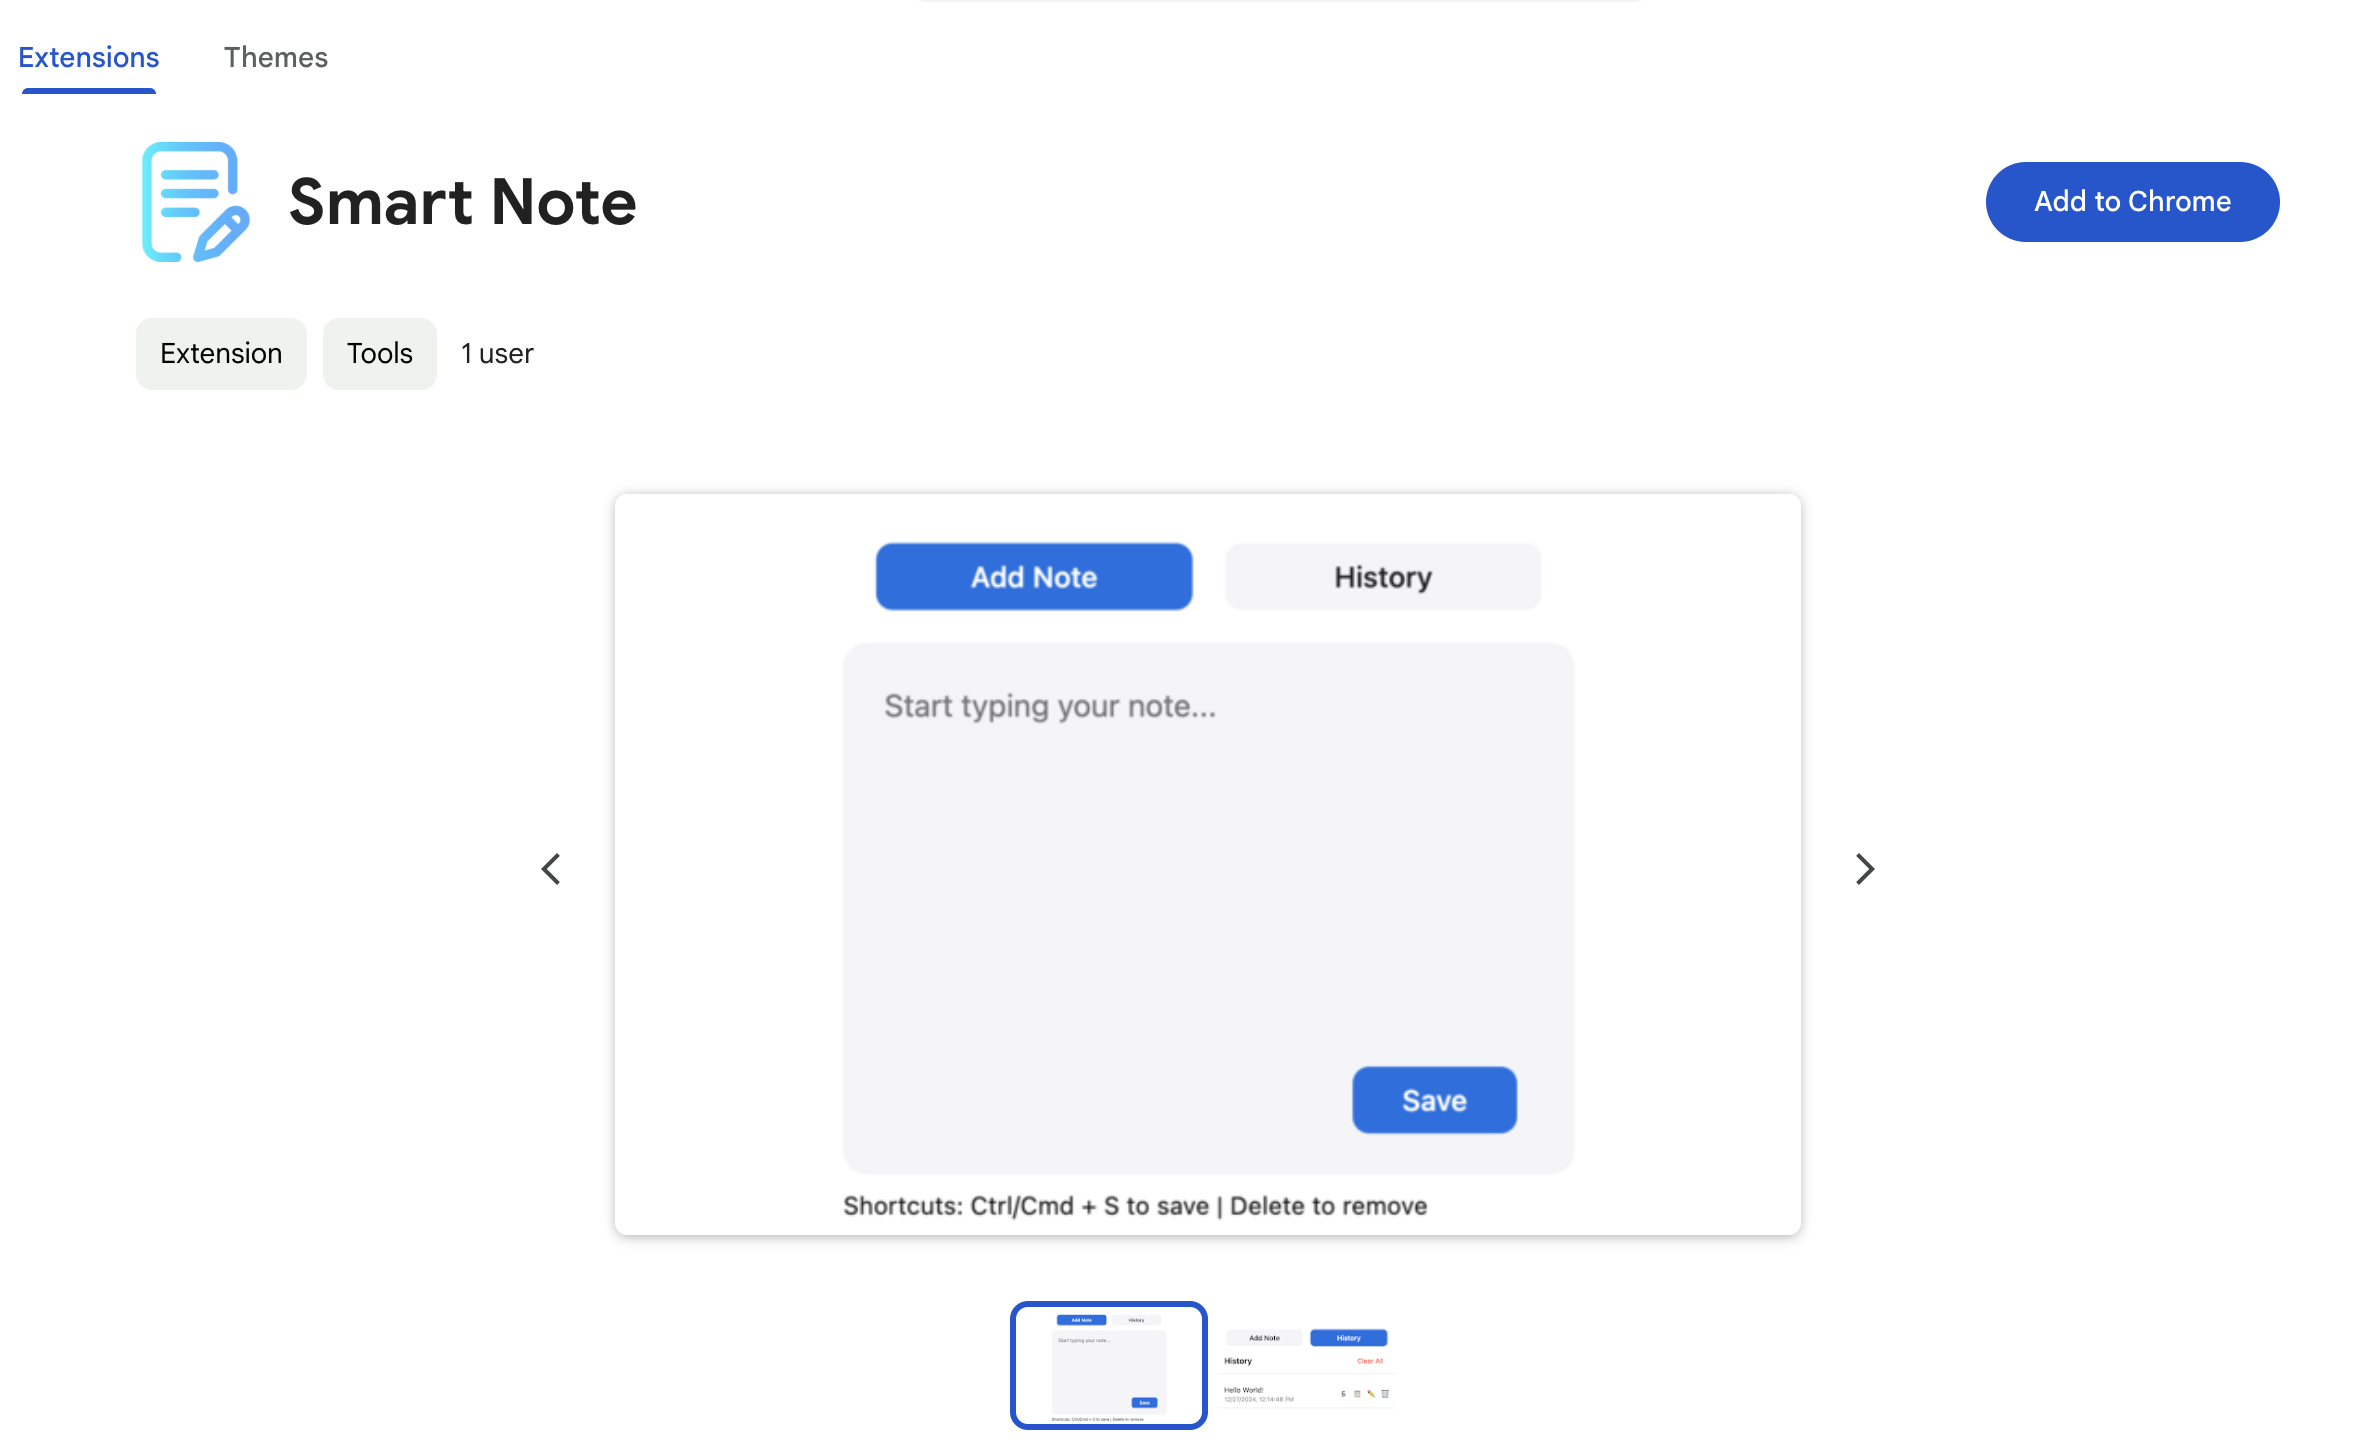 Extensions Themes
Smart Note
Add to Chrome
Extension Tools 1 user
Add Note History
Start typing your note...
Save
Shortcuts: Ctrl/Cmd + S to save | Delete to remove
Add Note History
Start typing your note...
Save
Shortcuts: Ctrl/Cmd + S to save | Delete to remove
Add Note History
History Clear All
Hello World!
12/27/2024, 12:14:48 PM